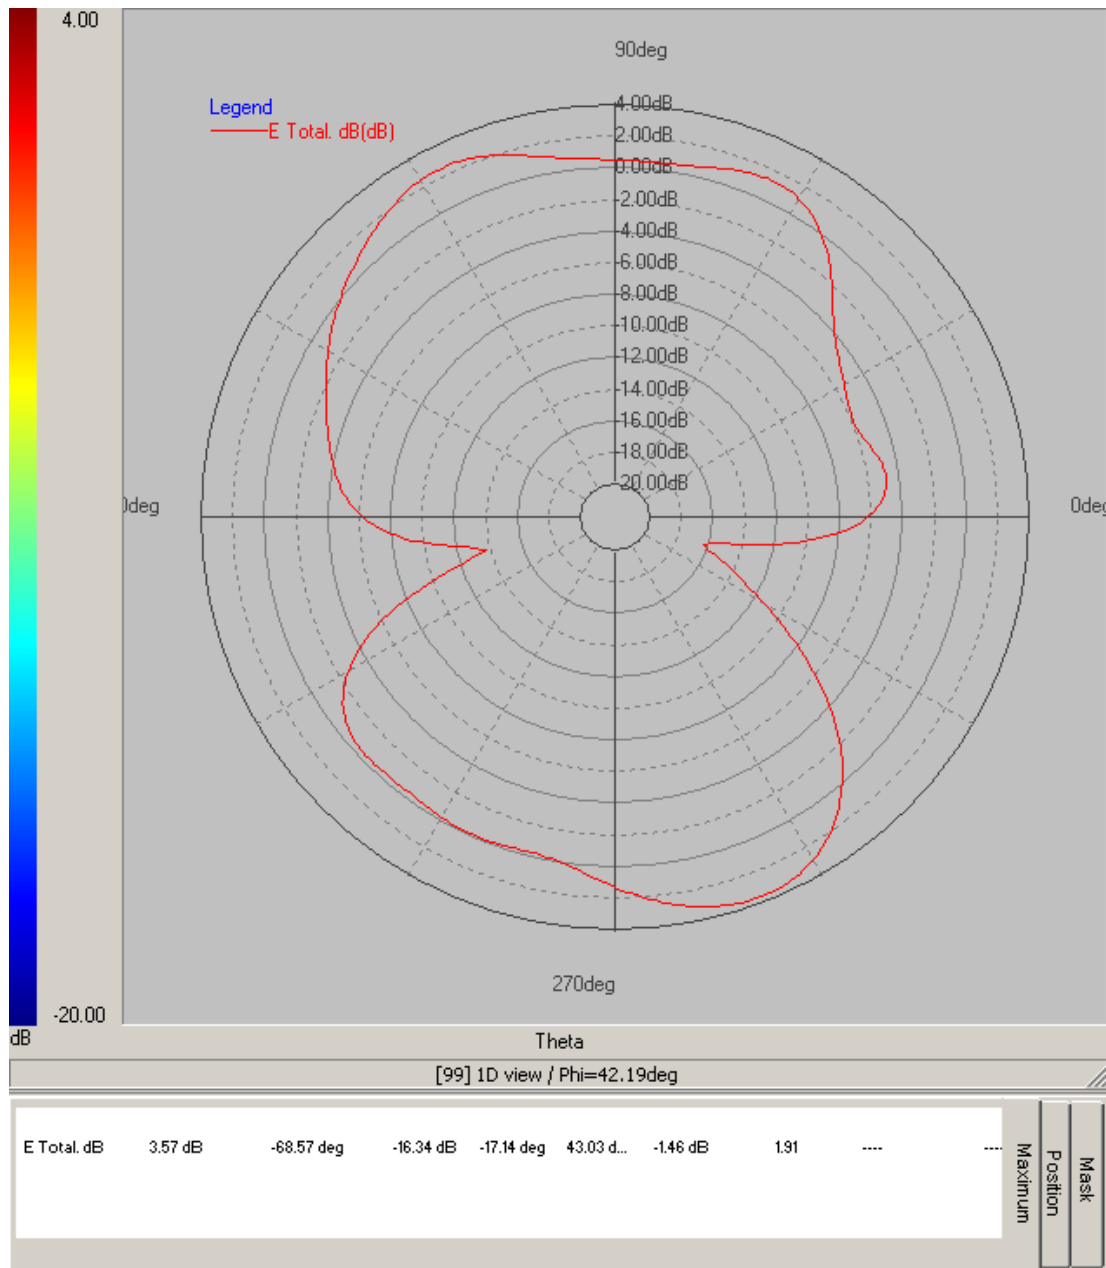 4.00
90deg
Legend
E Total. dB(dB)
4.00dB
2.00dB
0.00dB
-2.00dB
4.00dB
6.00dB
8.00dB
10.00dB
12.00dB
14.00dB
16.00dB
18.00dB
20.00dB
0deg
0deg
270deg
-20.00
dB
Theta
[99] 1D view / Phi=42.19deg
E Total. dB 3.57 dB -68.57 deg -16.34 dB -17.14 deg 43.03 d... -1.46 dB 1.91 ---- ----
Maximum
Position
Mask